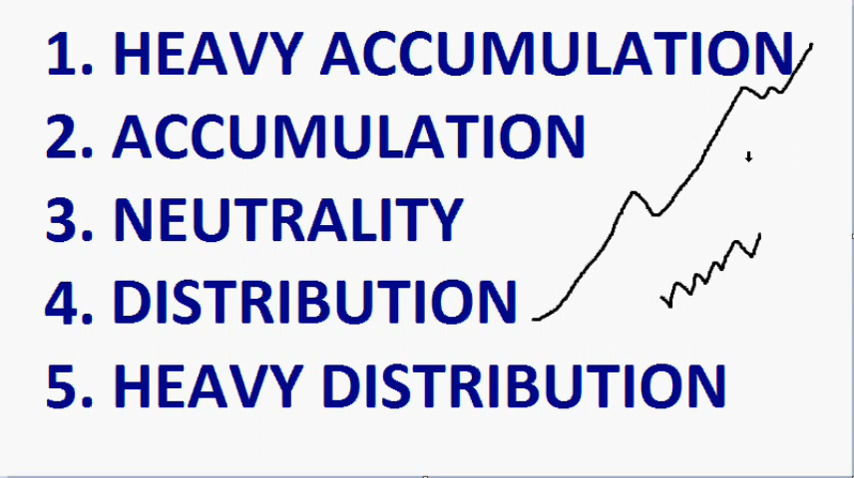 1. HEAVY ACCUMULATION
2. ACCUMULATION
3. NEUTRALITY
4. DISTRIBUTION
5. HEAVY DISTRIBUTION